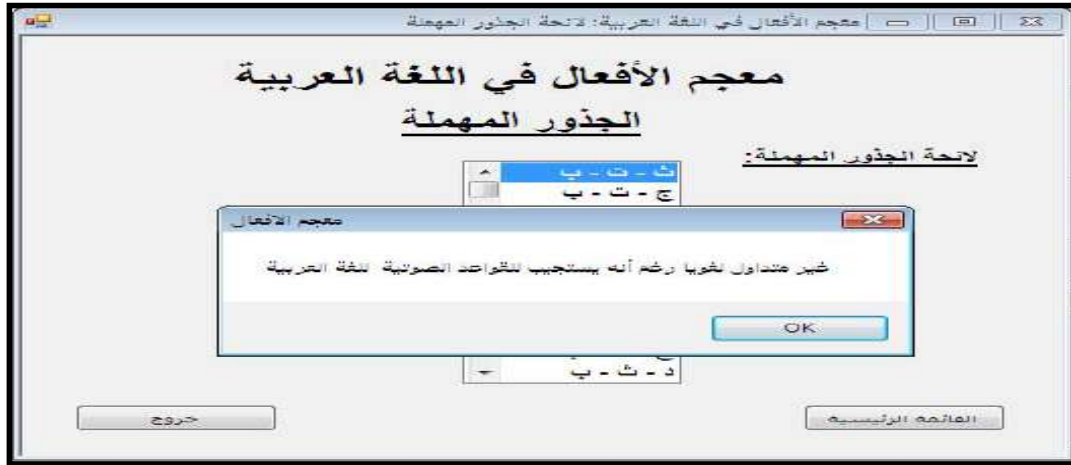 معجم الأفعال في اللغة العربية: لائحة الجذور المهملة
معجم الأفعال في اللغة العربية
الجذور المهملة
لائحة الجذور المهملة:
ث - ت - ب
ج - ت - ب
معجم الافعال
غير متداول لغويا رغم أنه يستجيب للقواعد الصوتية للغة العربية
OK
د - ث - ب
القائمة الرئيسية
خروج